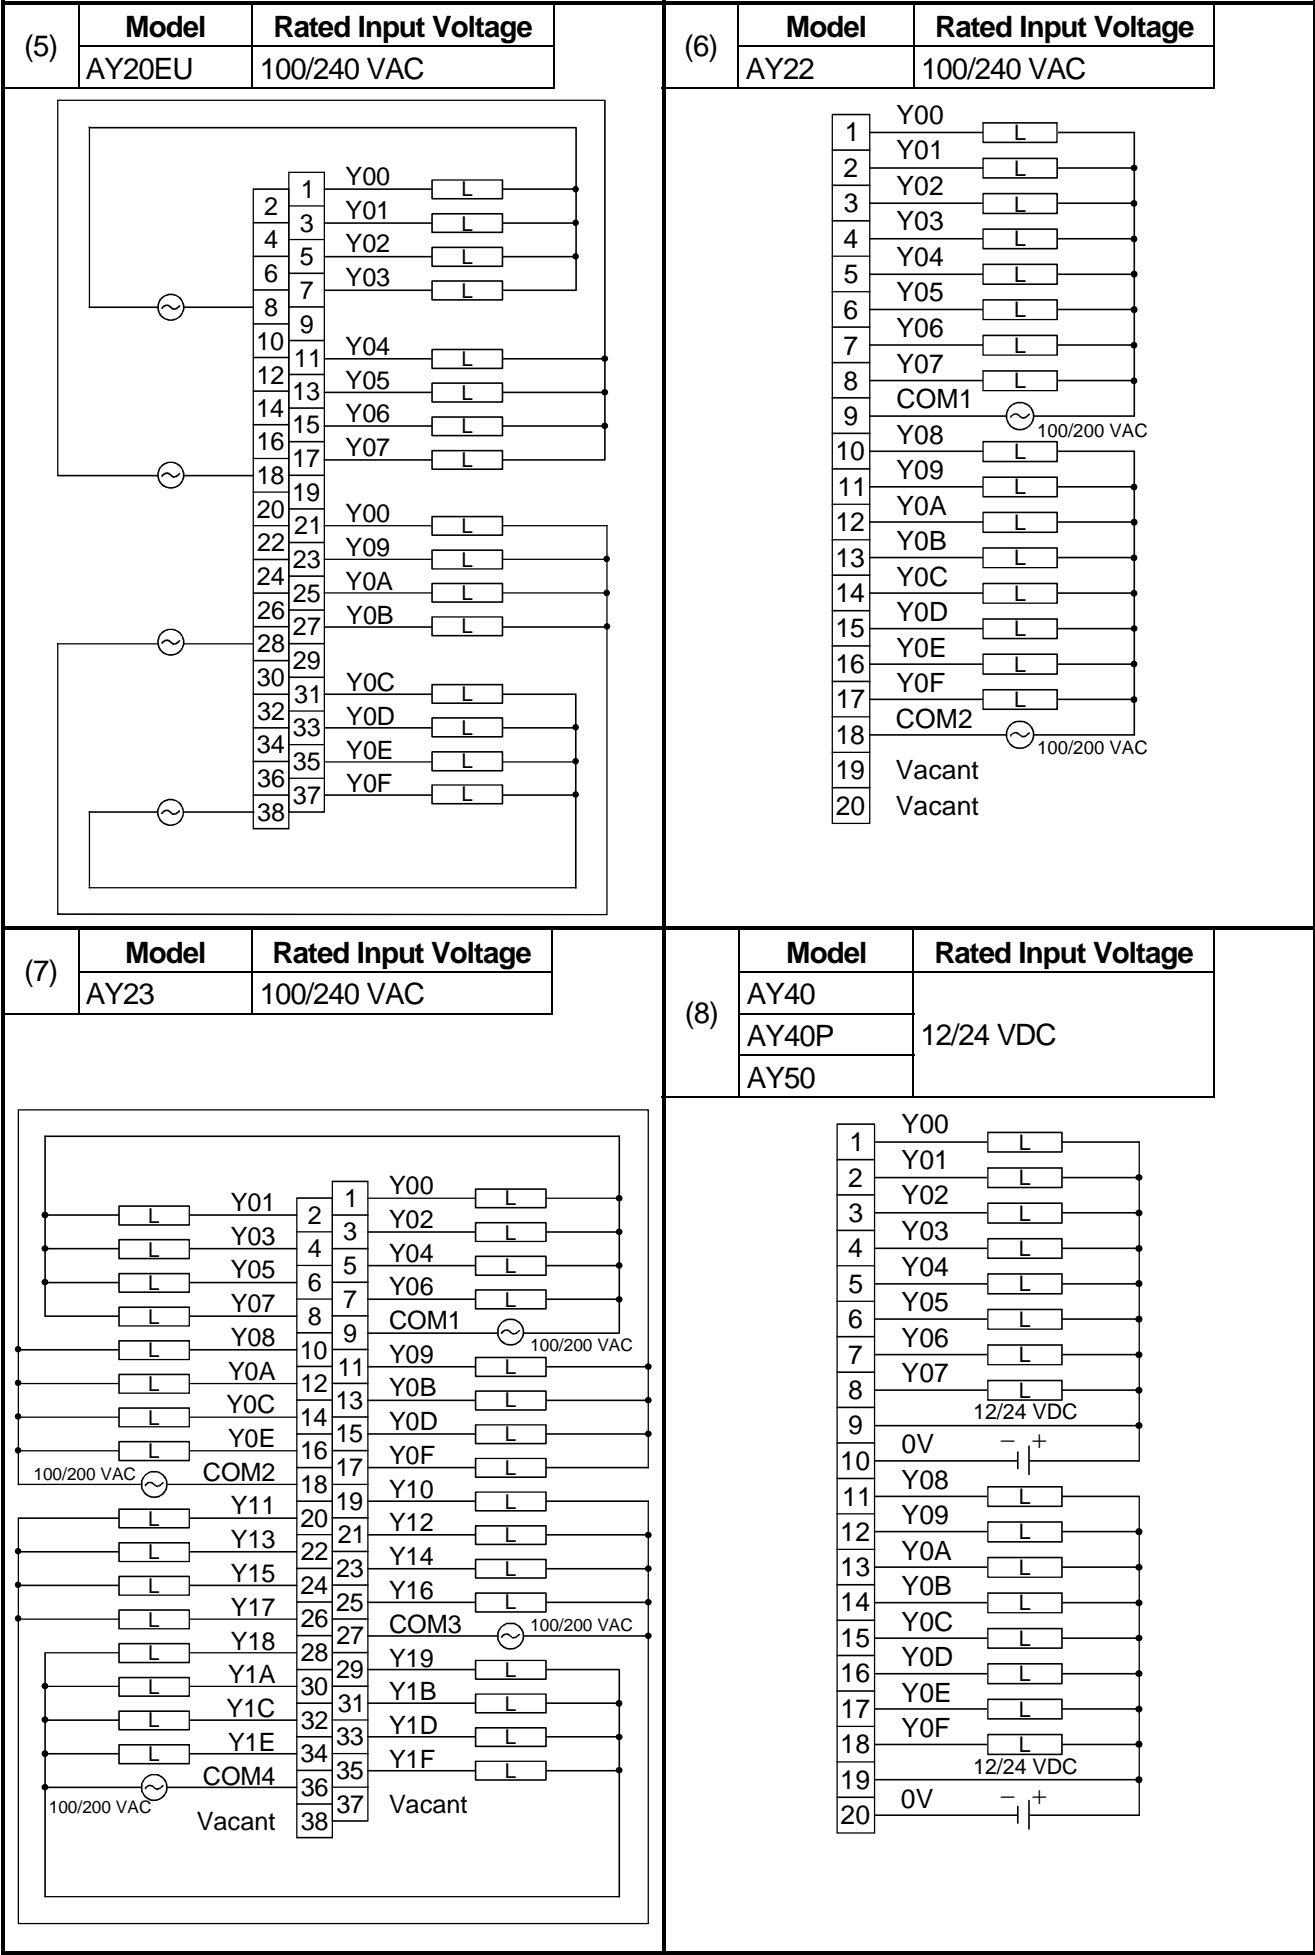 (5)
Model Rated Input Voltage
AY20EU 100/240 VAC
1 Y00 L
2
3 Y01 L
4
5 Y02 L
6
7 Y03 L
8
9
10
11 Y04 L
12
13 Y05 L
14
15 Y06 L
16
17 Y07 L
18
19
20
21 Y00 L
22
23 Y09 L
24
25 Y0A L
26
27 Y0B L
28
29
30
31 Y0C L
32
33 Y0D L
34
35 Y0E L
36
37 Y0F L
38
(6)
Model Rated Input Voltage
AY22 100/240 VAC
1 Y00 L
2 Y01 L
3 Y02 L
4 Y03 L
5 Y04 L
6 Y05 L
7 Y06 L
8 Y07 L
9 COM1 100/200 VAC
10 Y08 L
11 Y09 L
12 Y0A L
13 Y0B L
14 Y0C L
15 Y0D L
16 Y0E L
17 Y0F L
18 COM2 100/200 VAC
19 Vacant
20 Vacant
(7)
Model Rated Input Voltage
AY23 100/240 VAC
1 Y00 L
L Y01 2
3 Y02 L
L Y03 4
5 Y04 L
L Y05 6
7 Y06 L
L Y07 8
9 COM1 100/200 VAC
L Y08 10
11 Y09 L
L Y0A 12
13 Y0B L
L Y0C 14
15 Y0D L
L Y0E 16
17 Y0F L
100/200 VAC COM2 18
19 Y10 L
L Y11 20
21 Y12 L
L Y13 22
23 Y14 L
L Y15 24
25 Y16 L
L Y17 26
27 COM3 100/200 VAC
L Y18 28
29 Y19 L
L Y1A 30
31 Y1B L
L Y1C 32
33 Y1D L
L Y1E 34
35 Y1F L
100/200 VAC COM4 36
37 Vacant
Vacant 38
(8)
Model Rated Input Voltage
AY40
AY40P 12/24 VDC
AY50
1 Y00 L
2 Y01 L
3 Y02 L
4 Y03 L
5 Y04 L
6 Y05 L
7 Y06 L
8 Y07 L
9 12/24 VDC
10 0V − +
11 Y08 L
12 Y09 L
13 Y0A L
14 Y0B L
15 Y0C L
16 Y0D L
17 Y0E L
18 Y0F L
19 12/24 VDC
20 0V − +